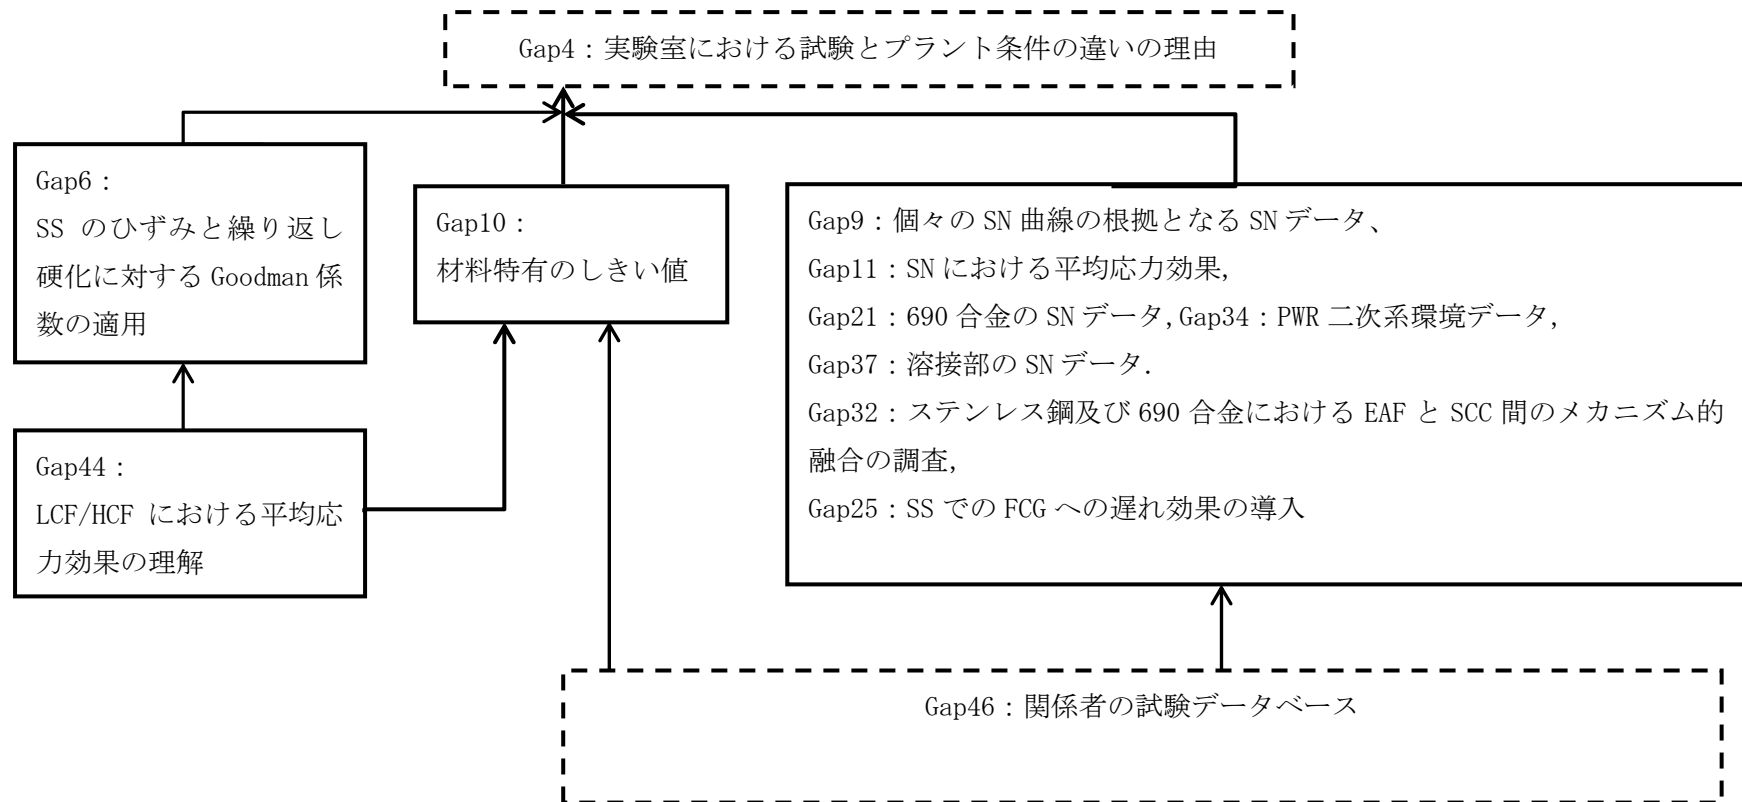 Gap4：実験室における試験とプラント条件の違いの理由
Gap6：
SS のひずみと繰り返し
硬化に対する Goodman 係
数の適用
Gap10：
材料特有のしきい値
Gap9：個々の SN 曲線の根拠となる SN データ、
Gap11：SN における平均応力効果,
Gap21：690 合金の SN データ,Gap34：PWR 二次系環境データ,
Gap37：溶接部の SN データ.
Gap32：ステンレス鋼及び 690 合金における EAF と SCC 間のメカニズム的
融合の調査,
Gap25：SS での FCG への遅れ効果の導入
Gap44：
LCF/HCF における平均応
力効果の理解
Gap46：関係者の試験データベース